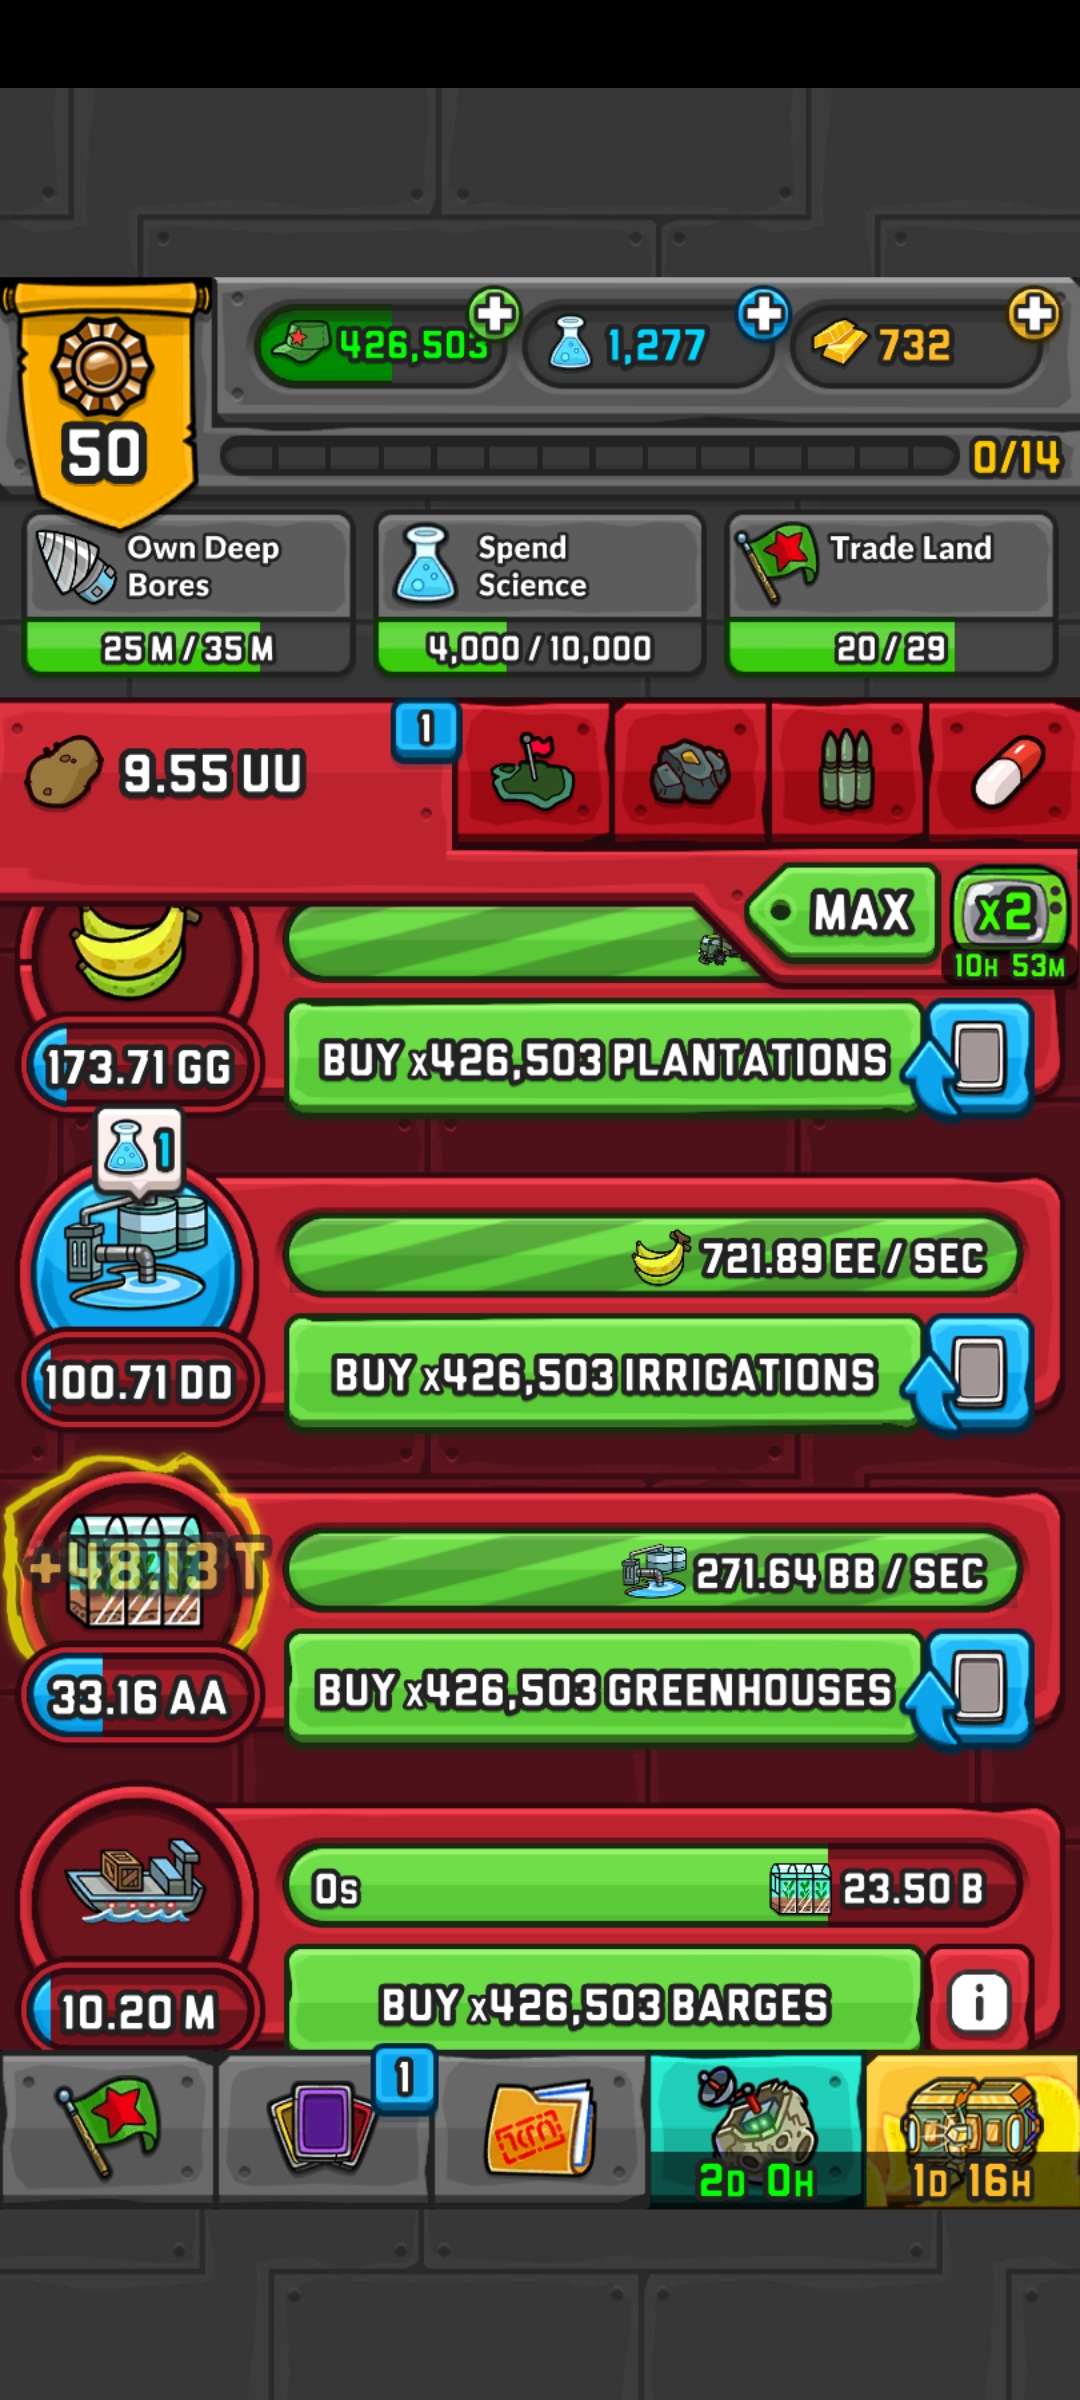 50
426,503
1,277
732
0/14
Own Deep
Bores
25 M / 35 M
Spend
Science
4,000 / 10,000
Trade Land
20 / 29
9.55 UU
1
MAX
x2
10H 53M
173.71 GG
BUY x426,503 PLANTATIONS
1
721.89 EE / SEC
100.71 DD
BUY x426,503 IRRIGATIONS
+48.13 T
271.64 BB / SEC
33.16 AA
BUY x426,503 GREENHOUSES
0s
23.50 B
10.20 M
BUY x426,503 BARGES
i
1
2D 0H
1D 16H